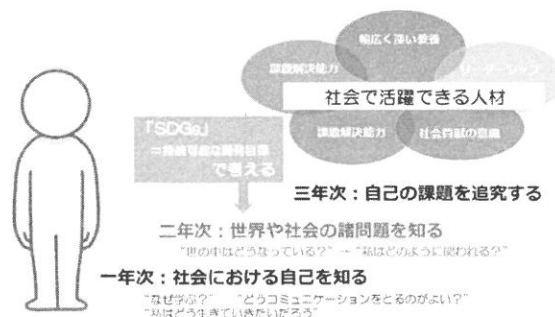 幅広く深い教養
課題解決能力
リーダーシップ
社会で活躍できる人材
課題解決能力
社会貢献の意識
「SDGs」
＝持続可能な開発目標
で考える
三年次：自己の課題を追究する
二年次：世界や社会の諸問題を知る
“世の中はどうなっている？” → “私はどのように関われる？”
一年次：社会における自己を知る
“なぜ学ぶ？” “どうコミュニケーションをとるのがよい？”
“私はどう生きていきたいだろう”